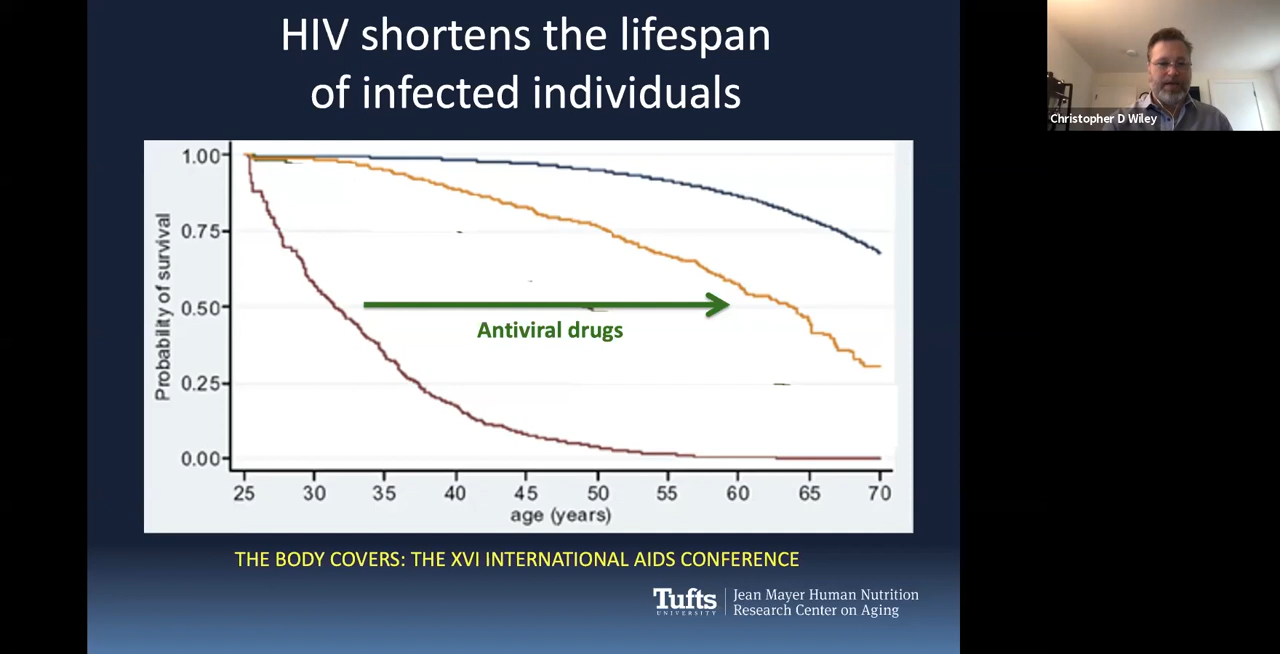 HIV shortens the lifespan
of infected individuals
Christopher D Wiley
Probability of survival
1.00
0.75
0.50
0.25
0.00
Antiviral drugs
25 30 35 40 45 50 55 60 65 70
age (years)
THE BODY COVERS: THE XVI INTERNATIONAL AIDS CONFERENCE
Tufts
UNIVERSITY
Jean Mayer Human Nutrition
Research Center on Aging